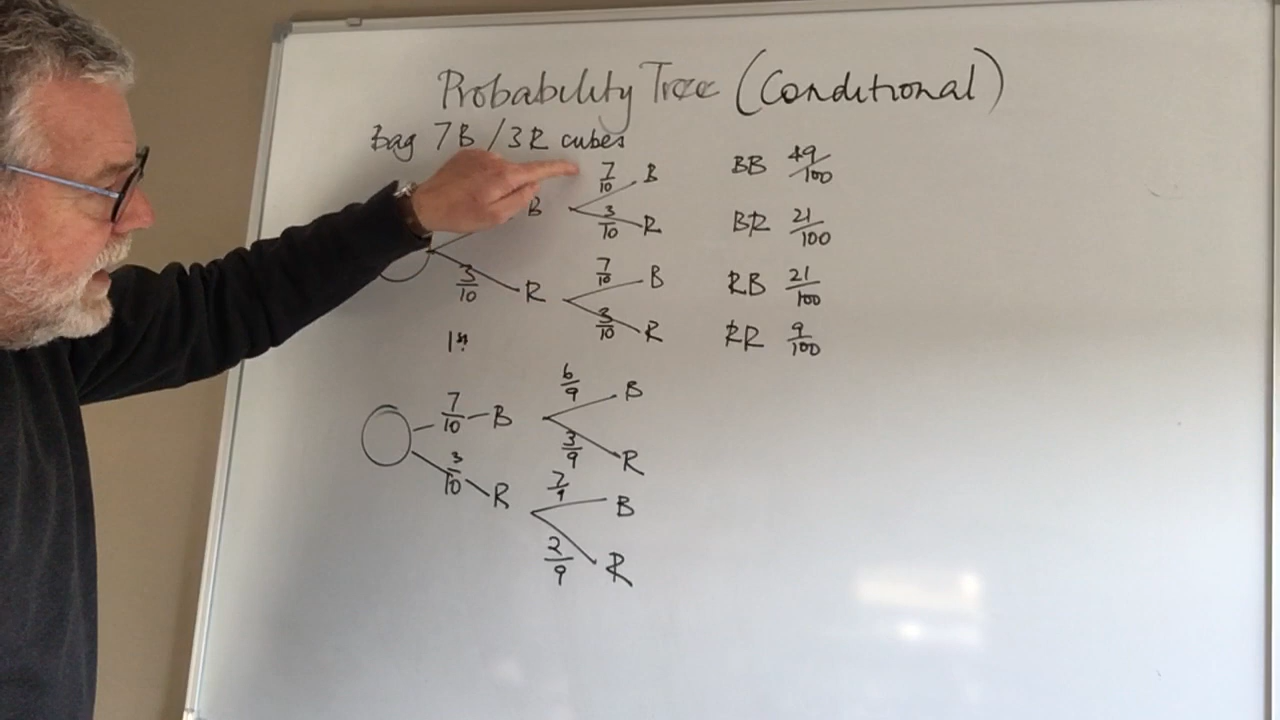 Probability Tree (Conditional)
Bag 7B / 3R cubes
7/10 B BB 49/100
B
3/10 R BR 21/100
7/10 B RB 21/100
3/10 R
3/10 R RR 9/100
1st
6/9 B
7/10 B
3/9 R
3/10 R
7/9 B
2/9 R